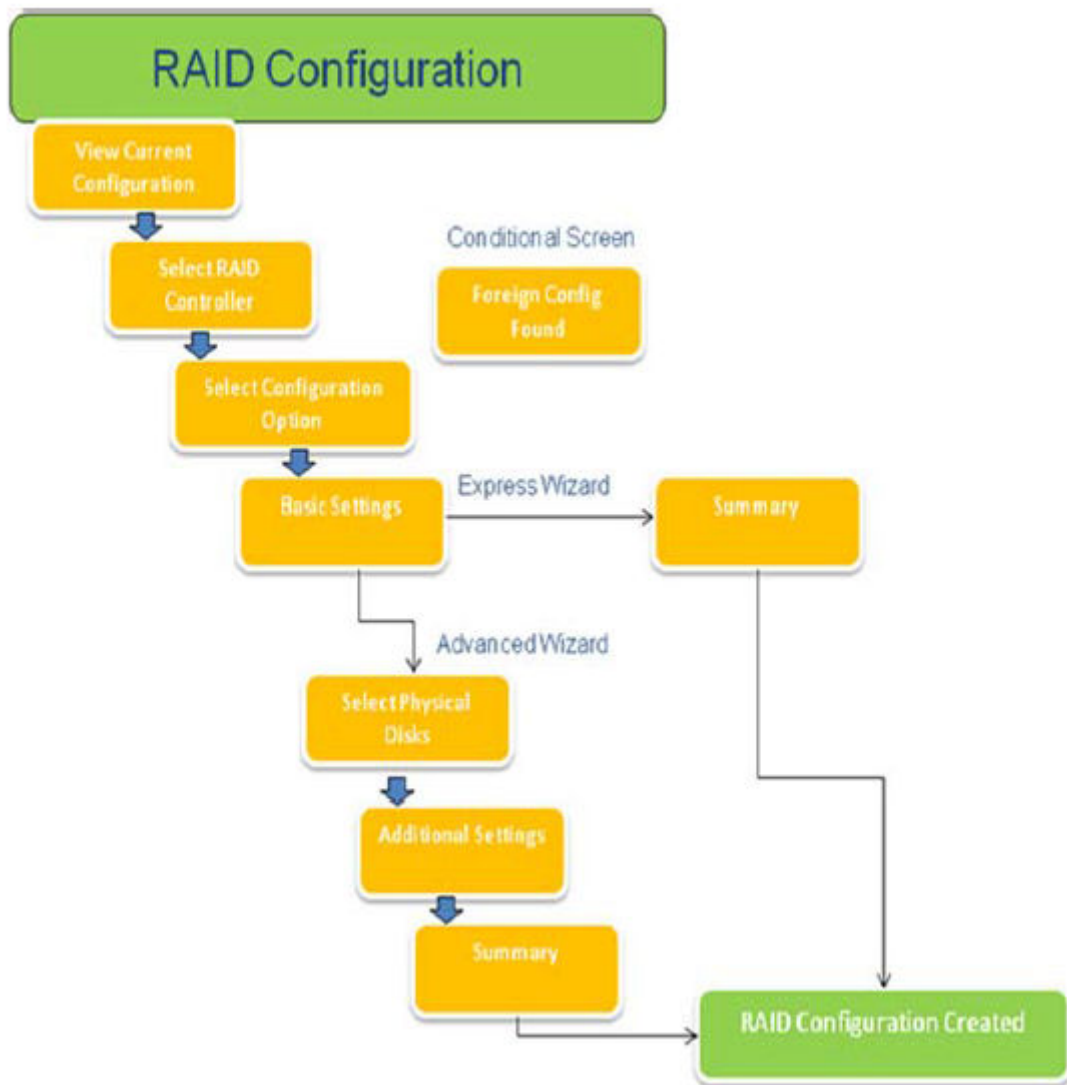 RAID Configuration
View Current
Configuration
Conditional Screen
Select RAID
Controller
Foreign Config
Found
Select Configuration
Option
Basic Settings
Express Wizard
Summary
Advanced Wizard
Select Physical
Disks
Additional Settings
Summary
RAID Configuration Created